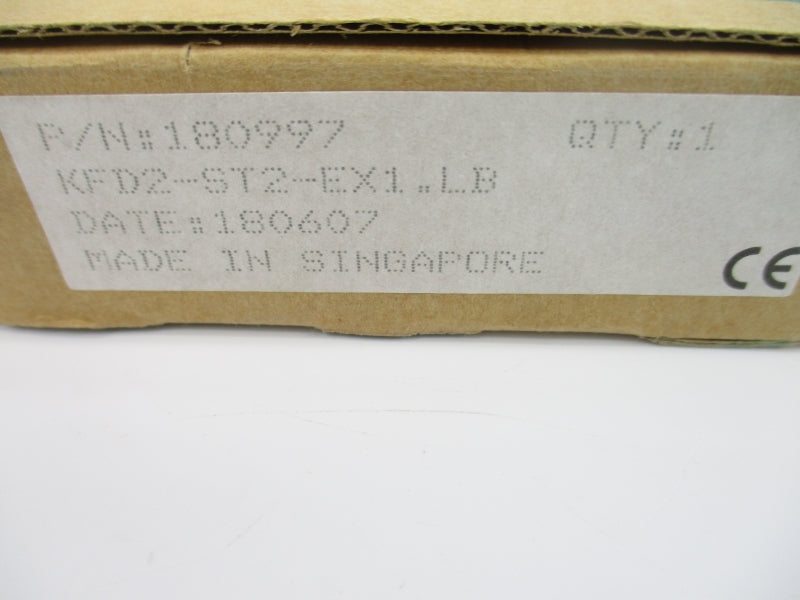 P/N:180997 QTY:1
KFD2-ST2-EX1.LB
DATE:180607
MADE IN SINGAPORE
CE